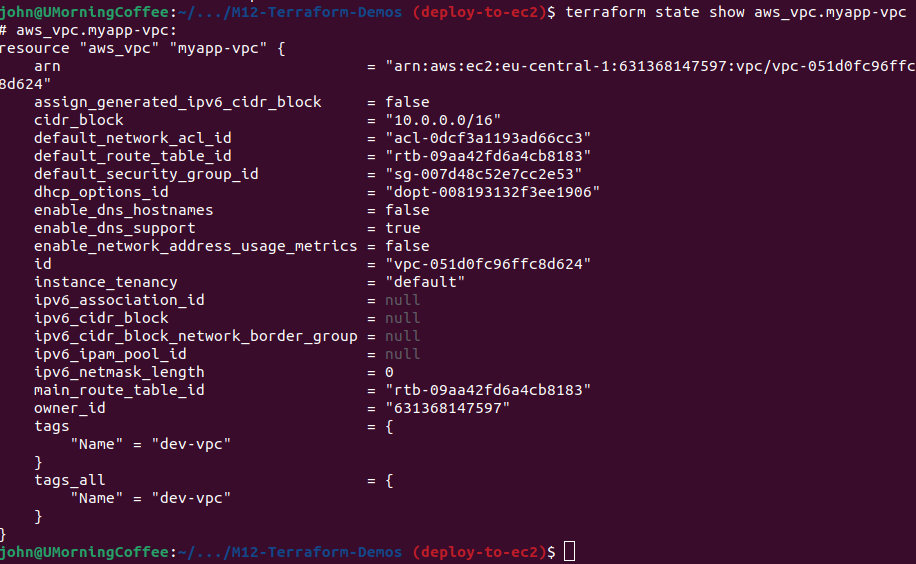 john@UMorningCoffee:~/.../M12-Terraform-Demos (deploy-to-ec2)$ terraform state show aws_vpc.myapp-vpc
# aws_vpc.myapp-vpc:
resource "aws_vpc" "myapp-vpc" {
    arn                                  = "arn:aws:ec2:eu-central-1:631368147597:vpc/vpc-051d0fc96ffc
8d624"
    assign_generated_ipv6_cidr_block     = false
    cidr_block                           = "10.0.0.0/16"
    default_network_acl_id               = "acl-0dcf3a1193ad66cc3"
    default_route_table_id               = "rtb-09aa42fd6a4cb8183"
    default_security_group_id            = "sg-007d48c52e7cc2e53"
    dhcp_options_id                      = "dopt-008193132f3ee1906"
    enable_dns_hostnames                 = false
    enable_dns_support                   = true
    enable_network_address_usage_metrics = false
    id                                   = "vpc-051d0fc96ffc8d624"
    instance_tenancy                     = "default"
    ipv6_association_id                  = null
    ipv6_cidr_block                      = null
    ipv6_cidr_block_network_border_group = null
    ipv6_ipam_pool_id                    = null
    ipv6_netmask_length                  = 0
    main_route_table_id                  = "rtb-09aa42fd6a4cb8183"
    owner_id                             = "631368147597"
    tags                                 = {
        "Name" = "dev-vpc"
    }
    tags_all                             = {
        "Name" = "dev-vpc"
    }
}
john@UMorningCoffee:~/.../M12-Terraform-Demos (deploy-to-ec2)$